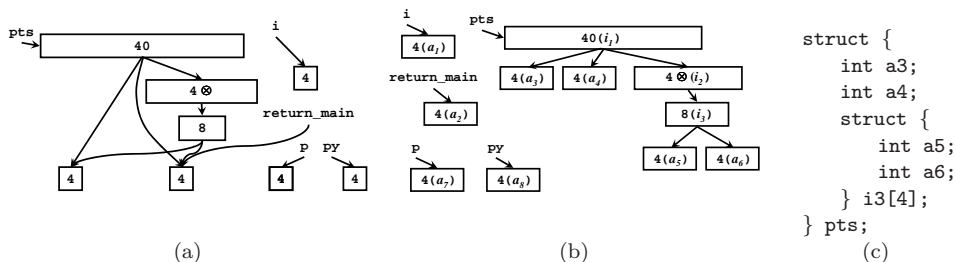 pts
40
4 ⊗
8
4
4
i
4
return_main
p
py
4
4
i
4(a1)
return_main
4(a2)
p
py
4(a7)
4(a8)
pts
40(i1)
4(a3)
4(a4)
4 ⊗(i2)
8(i3)
4(a5)
4(a6)
struct {
int a3;
int a4;
struct {
int a5;
int a6;
} i3[4];
} pts;
(a)
(b)
(c)